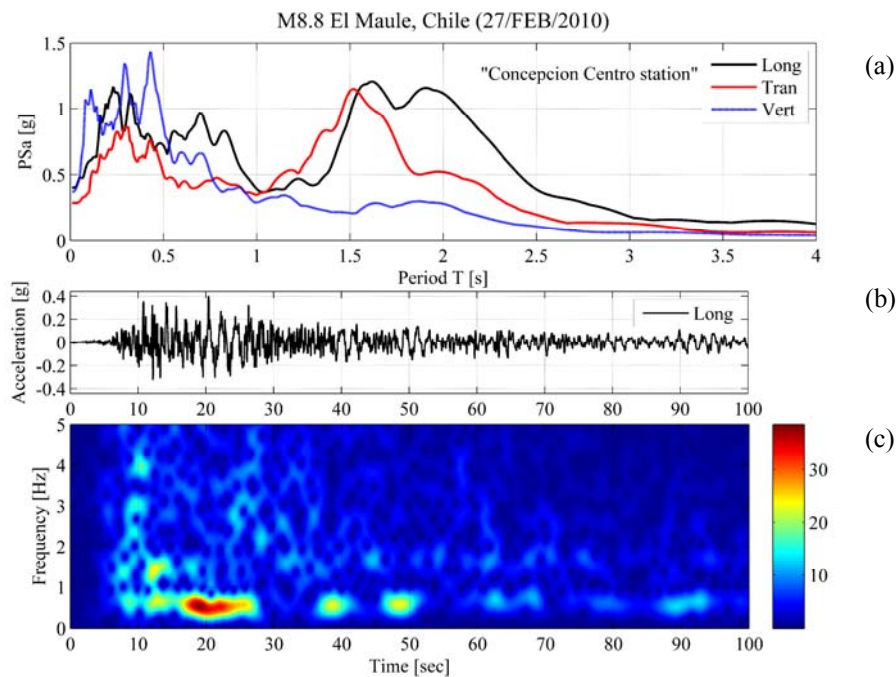 M8.8 El Maule, Chile (27/FEB/2010)
(a)
1.5
1
0.5
0
PSa [g]
"Concepcion Centro station"
Long
Tran
Vert
0 0.5 1 1.5 2 2.5 3 3.5 4
Period T [s]
(b)
0.4
0.2
0
-0.2
-0.4
Acceleration [g]
Long
0 10 20 30 40 50 60 70 80 90 100
(c)
5
4
3
2
1
0
Frequency [Hz]
30
20
10
0 10 20 30 40 50 60 70 80 90 100
Time [sec]